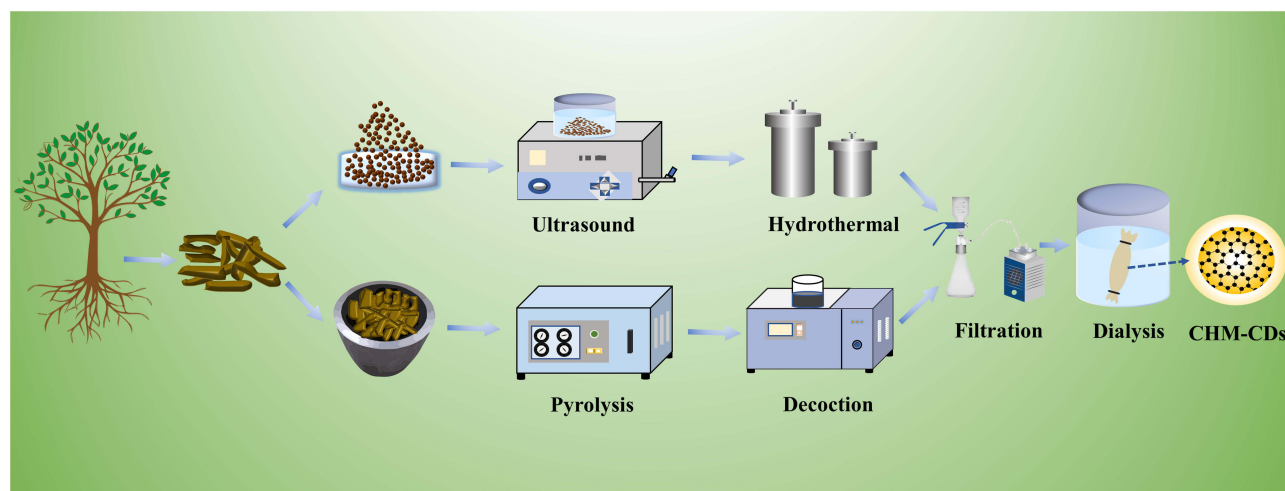 Ultrasound
Hydrothermal
Pyrolysis
Decoction
Filtration
Dialysis
CHM-CDs